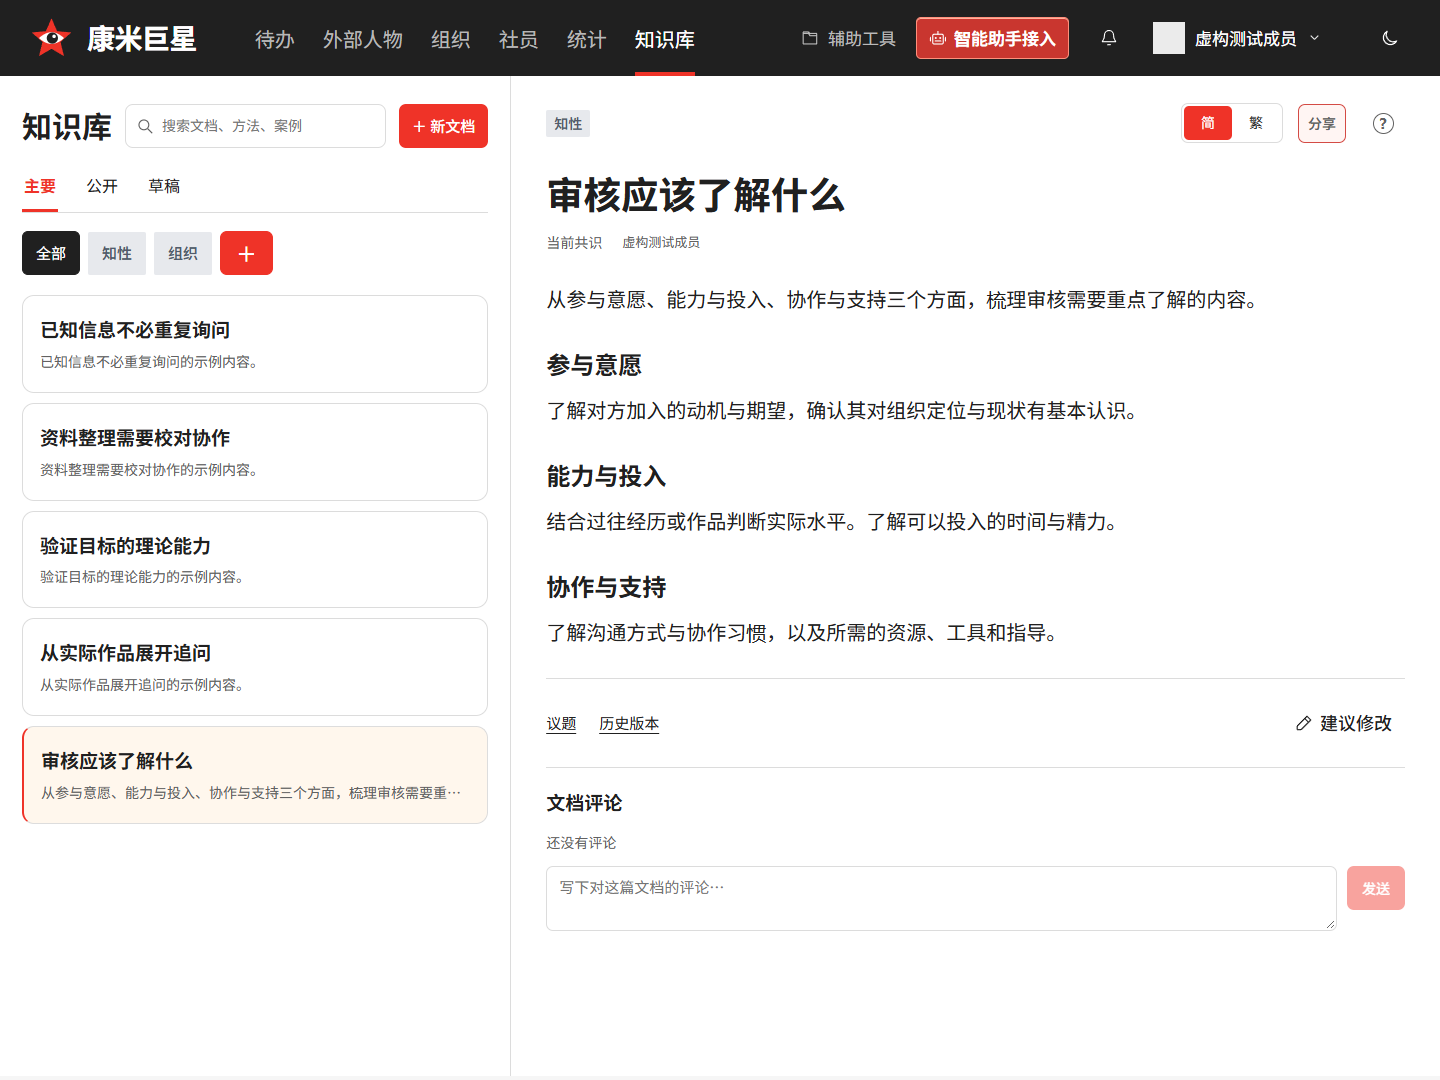 康米巨星
待办 外部人物 组织 社员 统计 知识库
辅助工具
智能助手接入
虚构测试成员
知识库
搜索文档、方法、案例
+ 新文档
主要 公开 草稿
全部 知性 组织 +
已知信息不必重复询问
已知信息不必重复询问的示例内容。
资料整理需要校对协作
资料整理需要校对协作的示例内容。
验证目标的理论能力
验证目标的理论能力的示例内容。
从实际作品展开追问
从实际作品展开追问的示例内容。
审核应该了解什么
从参与意愿、能力与投入、协作与支持三个方面，梳理审核需要重…
知性
简 繁
分享
?
审核应该了解什么
当前共识 虚构测试成员
从参与意愿、能力与投入、协作与支持三个方面，梳理审核需要重点了解的内容。
参与意愿
了解对方加入的动机与期望，确认其对组织定位与现状有基本认识。
能力与投入
结合过往经历或作品判断实际水平。了解可以投入的时间与精力。
协作与支持
了解沟通方式与协作习惯，以及所需的资源、工具和指导。
议题 历史版本
建议修改
文档评论
还没有评论
写下对这篇文档的评论…
发送